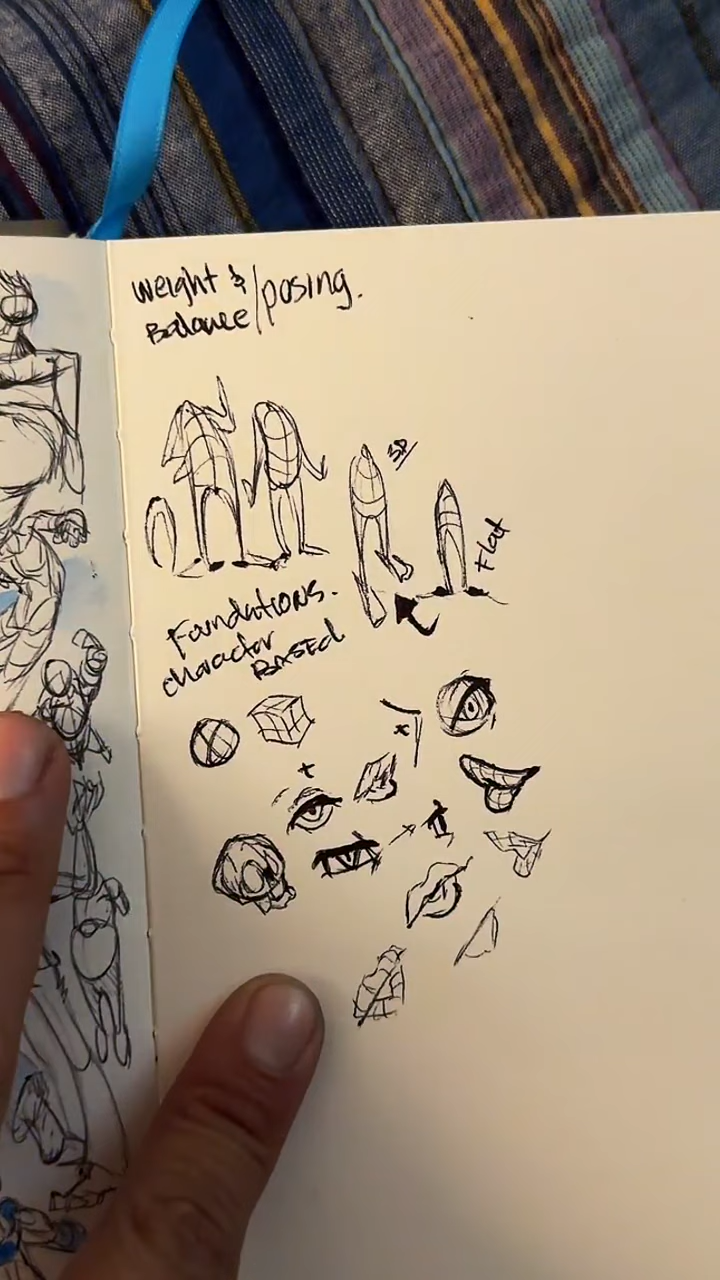 Weight & / posing.
Balance
3D
Flat
Foundations.
character
BASED